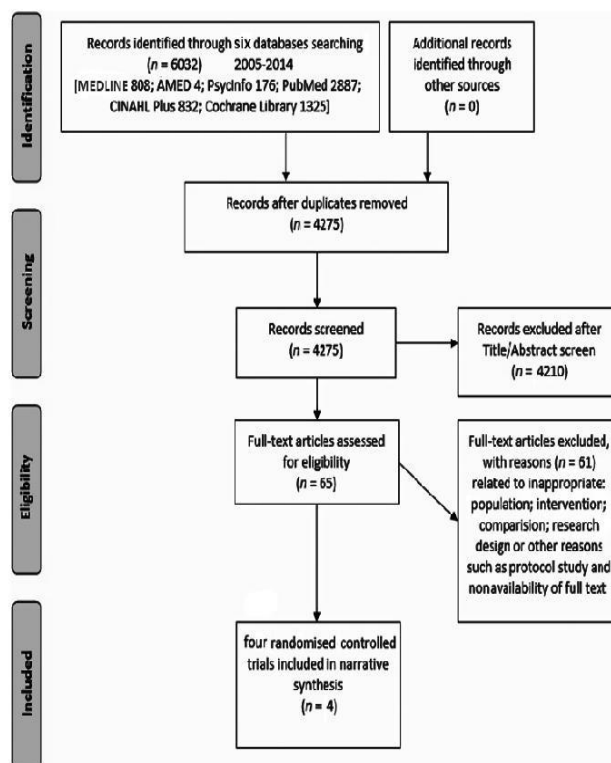 Identification
Records identified through six databases searching
(n = 6032) 2005-2014
[MEDLINE 808; AMED 4; PsycInfo 176; PubMed 2887;
CINAHL Plus 832; Cochrane Library 1325]
Additional records
identified through
other sources
(n = 0)
Records after duplicates removed
(n = 4275)
Screening
Records screened
(n = 4275)
Records excluded after
Title/Abstract screen
(n = 4210)
Eligibility
Full-text articles assessed
for eligibility
(n = 65)
Full-text articles excluded,
with reasons (n = 61)
related to inappropriate:
population; intervention;
comparision; research
design or other reasons
such as protocol study and
non availability of full text
Included
four randomised controlled
trials included in narrative
synthesis
(n = 4)